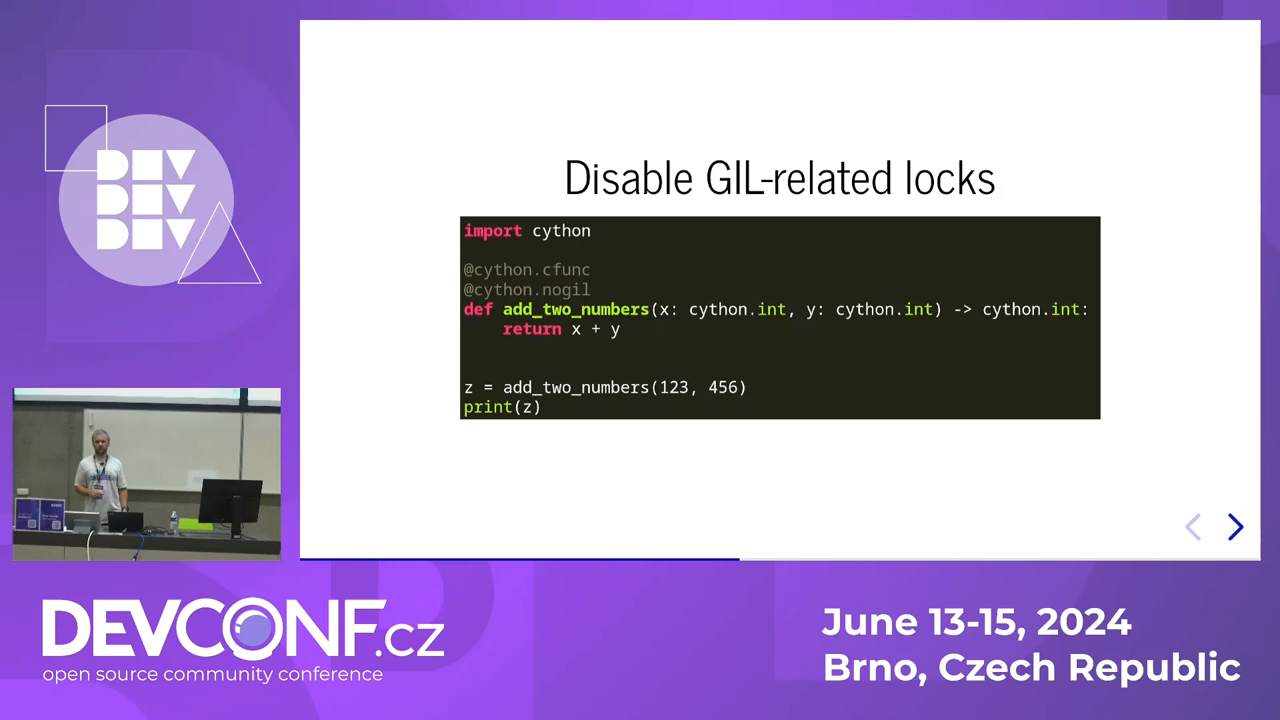 DEV
DEV
DEV
Disable GIL-related locks
import cython
@cython.cfunc
@cython.nogil
def add_two_numbers(x: cython.int, y: cython.int) -> cython.int:
    return x + y
z = add_two_numbers(123, 456)
print(z)
DEVCONF.cz
open source community conference
June 13-15, 2024
Brno, Czech Republic